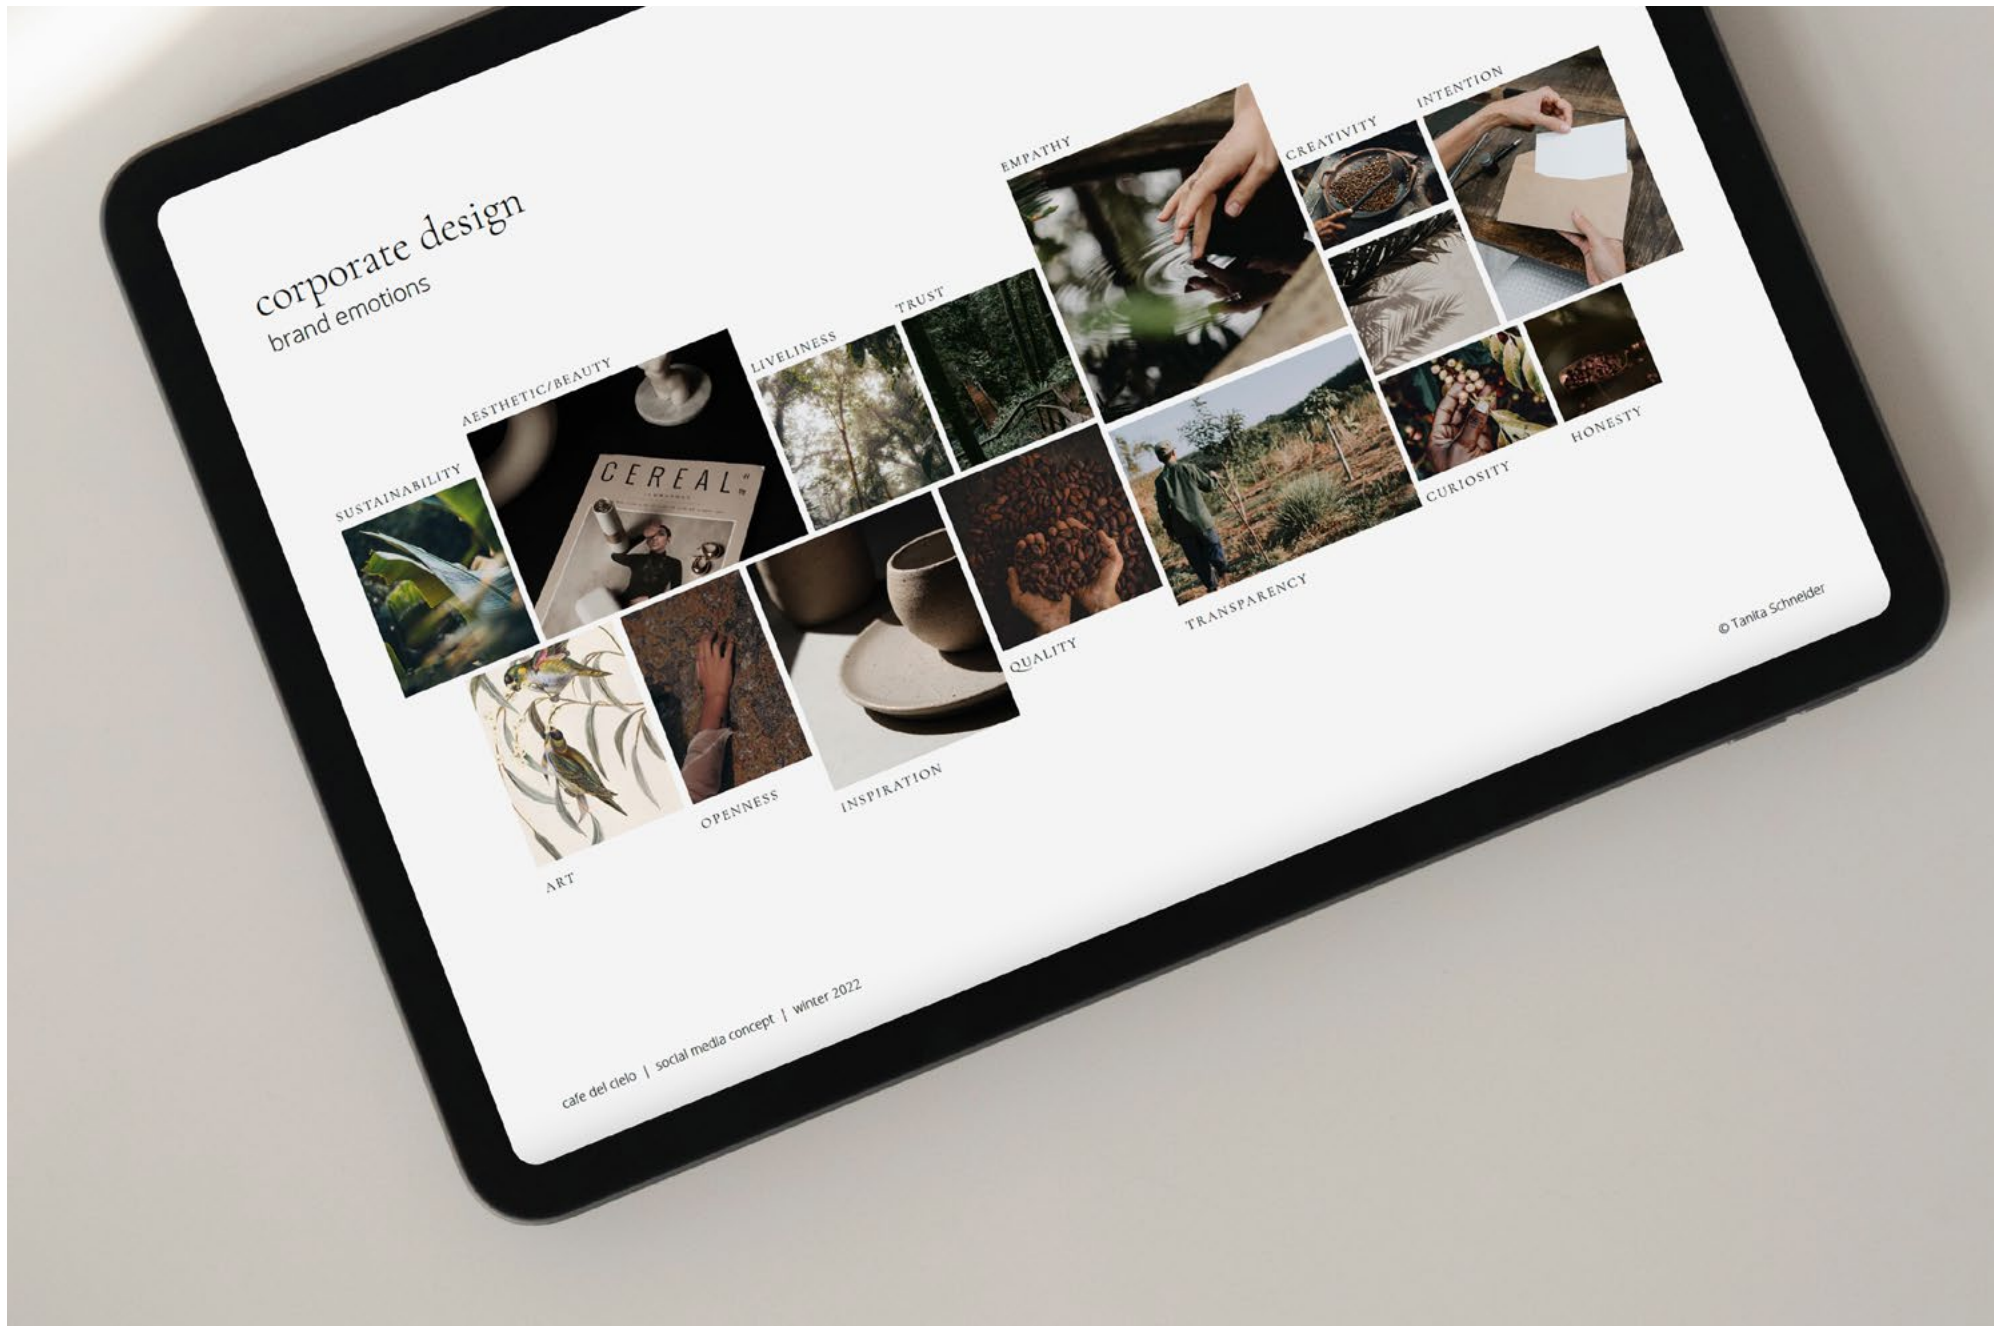 corporate design
brand emotions
SUSTAINABILITY
AESTHETIC/BEAUTY
LIVELINESS
TRUST
EMPATHY
CREATIVITY
INTENTION
CEREAL
ART
OPENNESS
INSPIRATION
QUALITY
TRANSPARENCY
CURIOSITY
HONESTY
cafe del cielo | social media concept | winter 2022
© Tanita Schneider